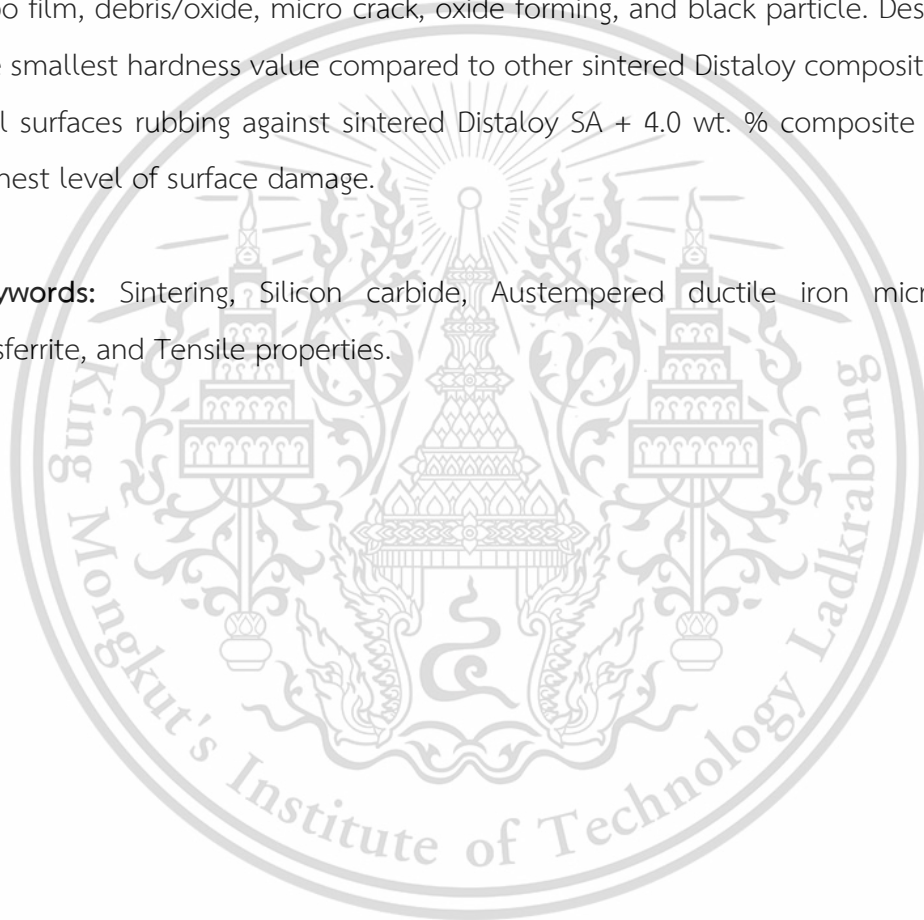 oo film, debris/oxide, micro crack, oxide forming, and black particle. Des
e smallest hardness value compared to other sintered Distaloy composit
l surfaces rubbing against sintered Distaloy SA + 4.0 wt. % composite
hest level of surface damage.
ywords: Sintering, Silicon carbide, Austempered ductile iron micr
sferrite, and Tensile properties.
King Mongkut's Institute of Technology Ladkrabang